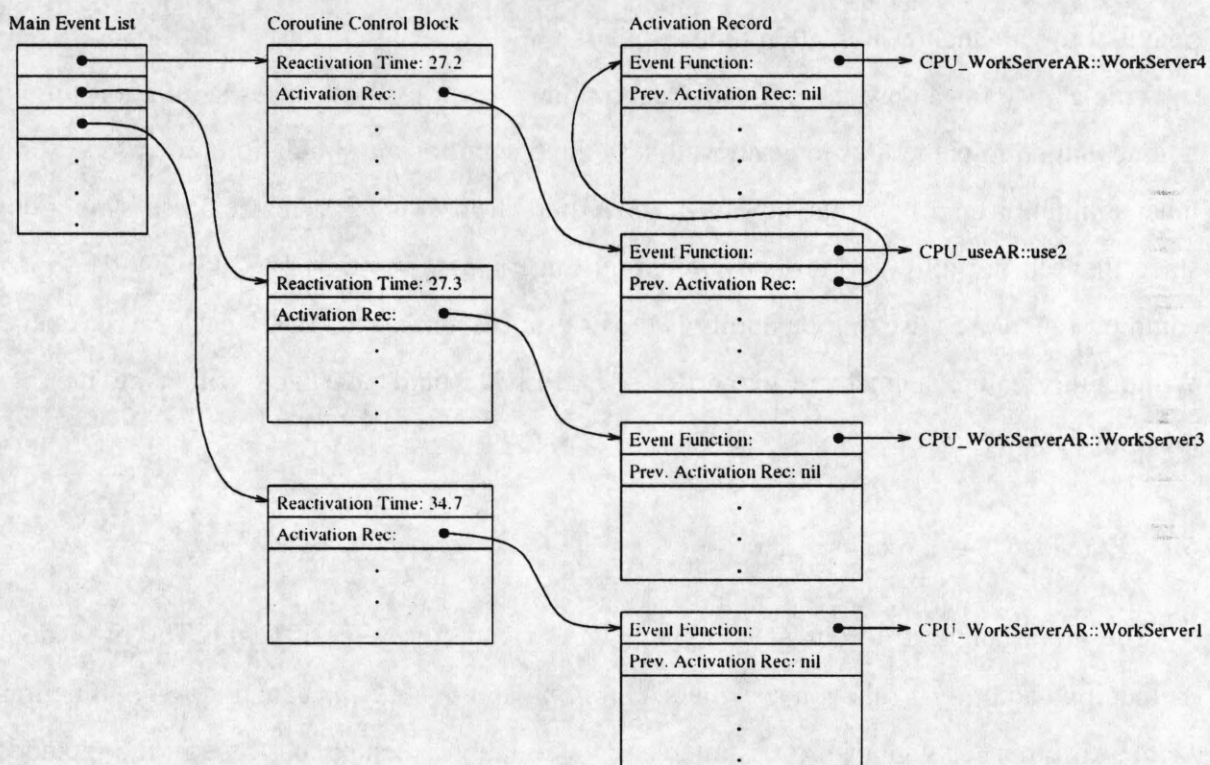 Main Event List
Coroutine Control Block
Activation Record
Reactivation Time: 27.2
Activation Rec:
Event Function:
CPU_WorkServerAR::WorkServer4
Prev. Activation Rec: nil
Event Function:
CPU_useAR::use2
Prev. Activation Rec:
Reactivation Time: 27.3
Activation Rec:
Event Function:
CPU_WorkServerAR::WorkServer3
Prev. Activation Rec: nil
Reactivation Time: 34.7
Activation Rec:
Event Function:
CPU_WorkServerAR::WorkServer1
Prev. Activation Rec: nil